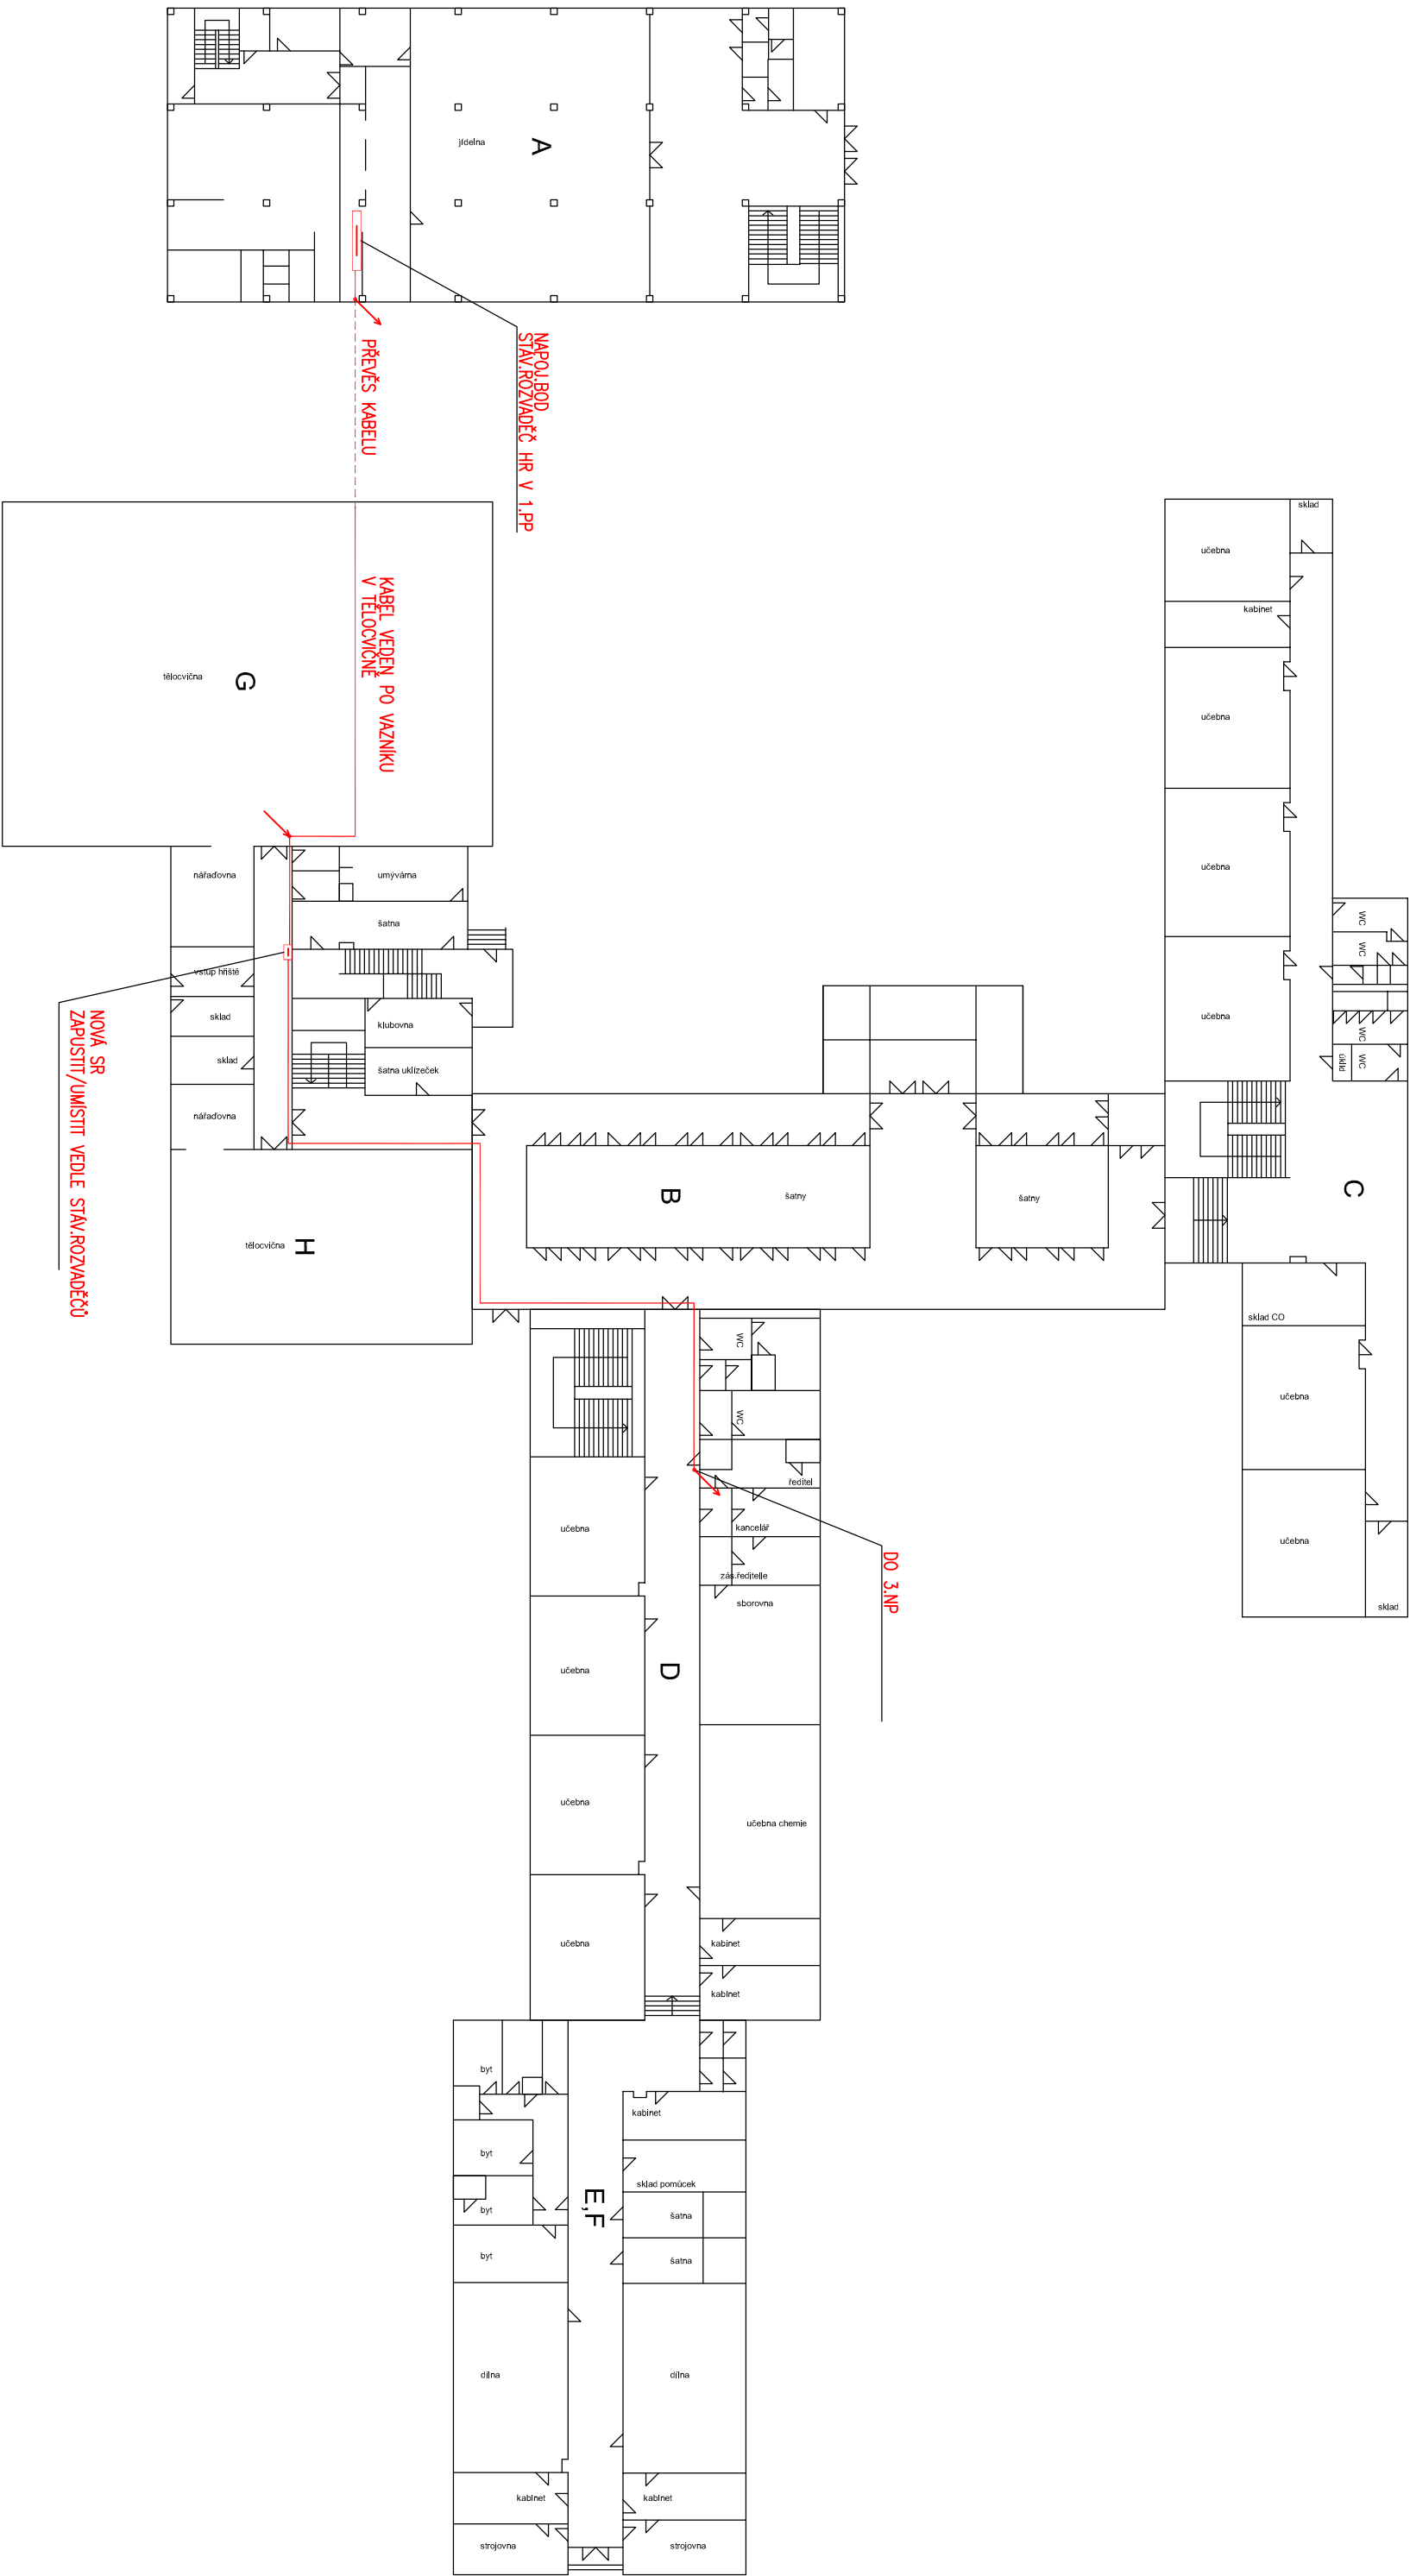 A
jídelna
NAPOJ.BOD
STÁV.ROZVADĚČ HR V 1.PP
PŘEVĚS KABELU
KABEL VEDEN PO VAZNÍKU
V TĚLOCVIČNĚ
G
tělocvična
nářaďovna
umývárna
šatna
vstup hřiště
sklad
klubovna
sklad
šatna uklízeček
nářaďovna
NOVÁ SR
ZAPUSTIT/UMÍSTIT VEDLE STÁV.ROZVADĚČŮ
H
tělocvična
B
šatny
šatny
sklad
učebna
kabinet
učebna
učebna
učebna
WC
WC
WC
WC
úklid
C
sklad CO
učebna
učebna
sklad
WC
WC
ředitel
kancelář
zás.ředitelle
sborovna
DO 3.NP
D
učebna
učebna
učebna
učebna
učebna chemie
kabinet
kabinet
byt
byt
byt
byt
kabinet
sklad pomůcek
šatna
šatna
E,F
dílna
dílna
kabinet
kabinet
strojovna
strojovna